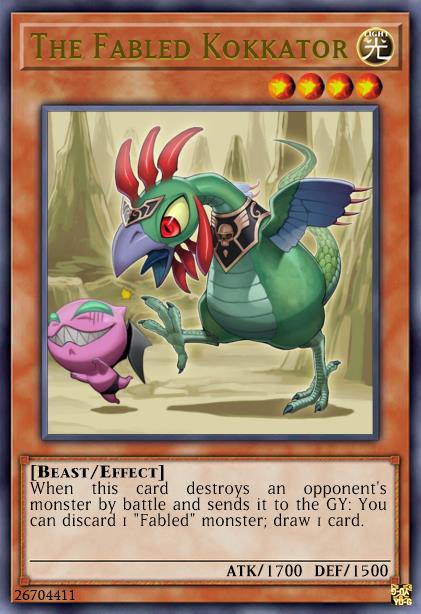 The Fabled Kokkator
LIGHT
光
[Beast/Effect]
When this card destroys an opponent's
monster by battle and sends it to the GY: You
can discard 1 "Fabled" monster; draw 1 card.
ATK/1700 DEF/1500
26704411